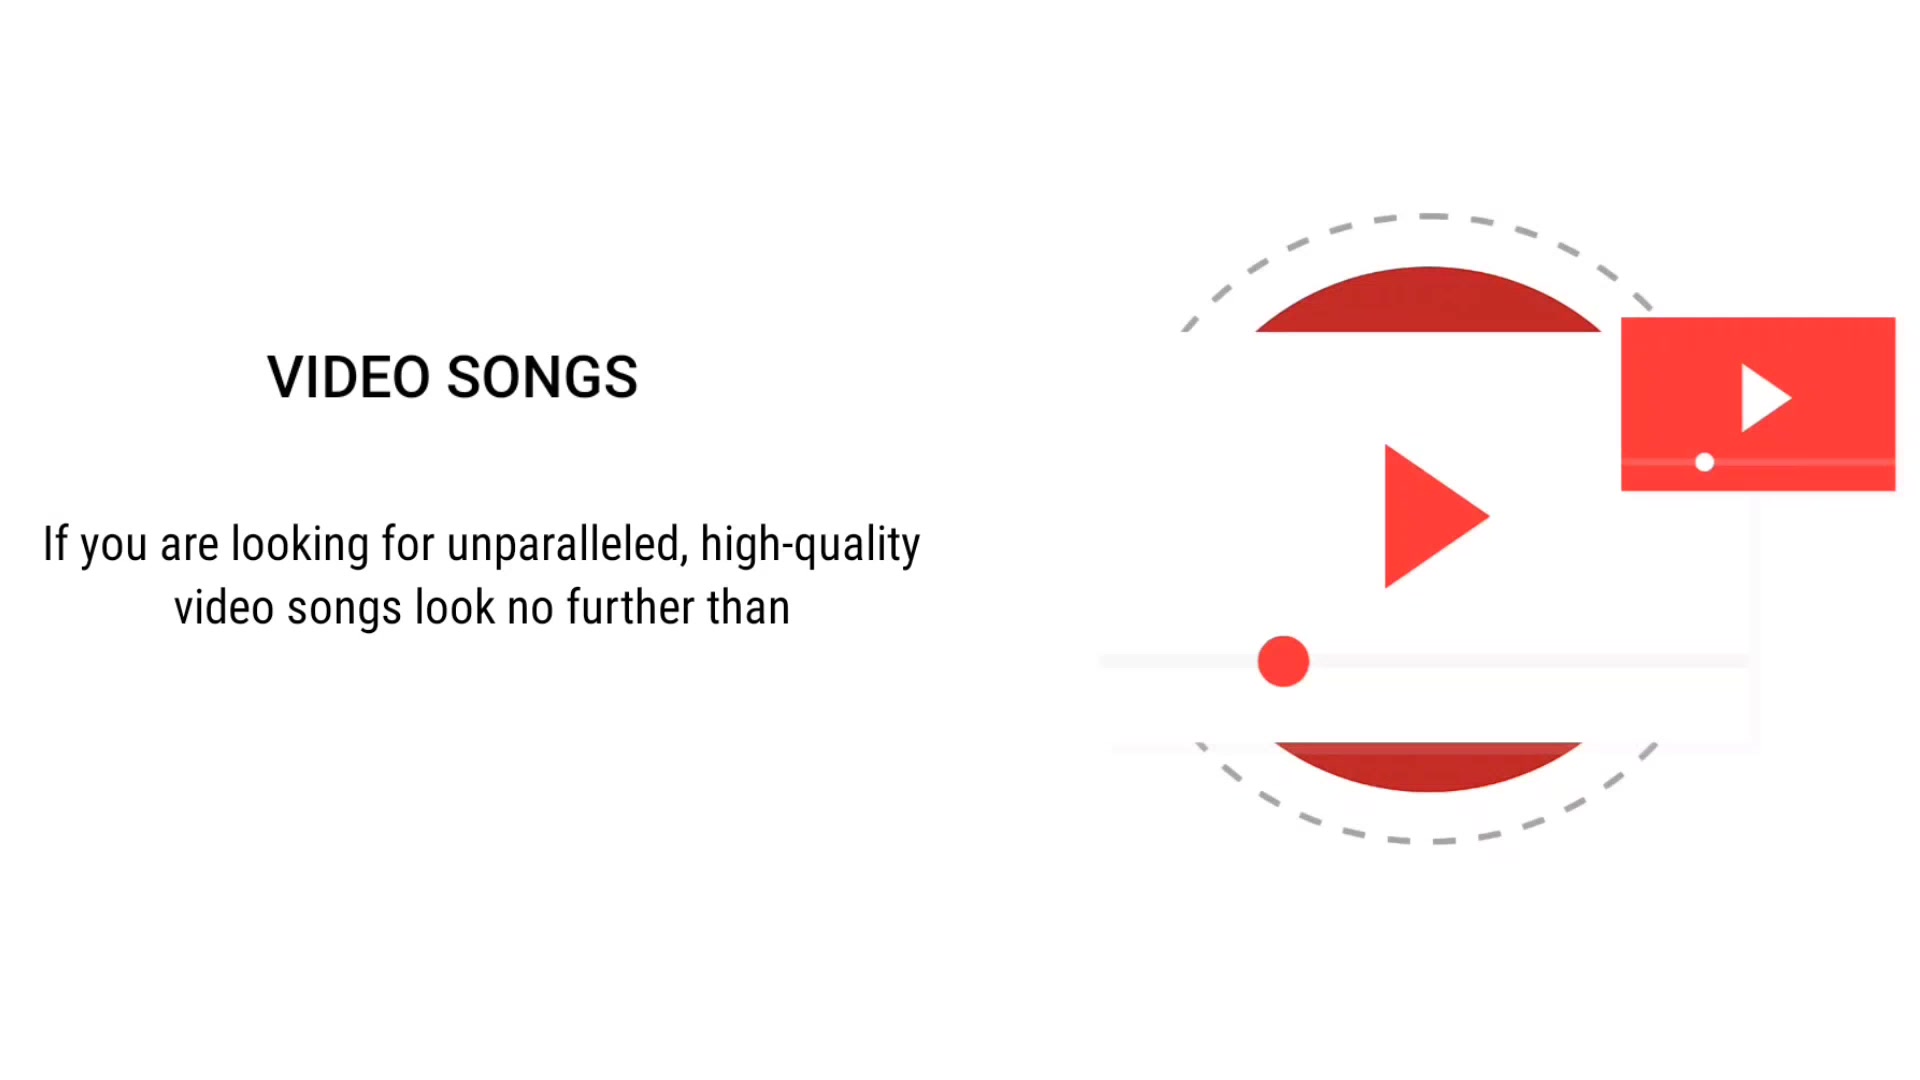 VIDEO SONGS
If you are looking for unparalleled, high-quality
video songs look no further than